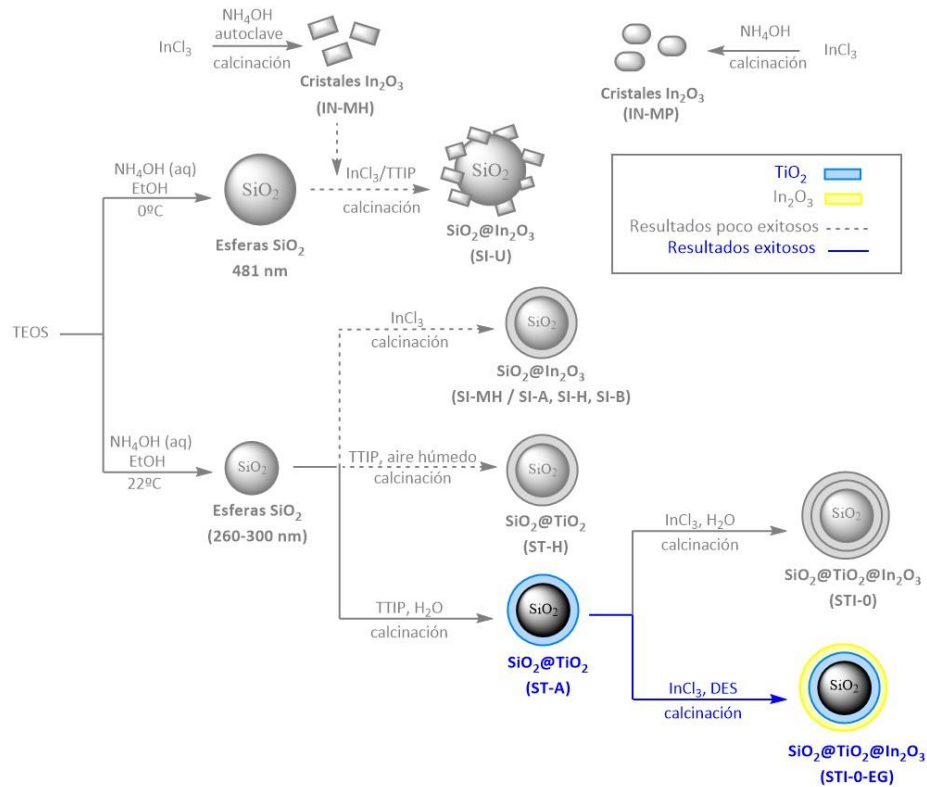 InCl₃
NH₄OH
autoclave
calcinación
Cristales In₂O₃
(IN-MH)
NH₄OH
calcinación
InCl₃
Cristales In₂O₃
(IN-MP)
NH₄OH (aq)
EtOH
0ºC
SiO₂
Esferas SiO₂
481 nm
InCl₃/TTIP
calcinación
SiO₂
SiO₂@In₂O₃
(SI-U)
TiO₂
In₂O₃
Resultados poco exitosos
Resultados exitosos
TEOS
InCl₃
calcinación
SiO₂
SiO₂@In₂O₃
(SI-MH / SI-A, SI-H, SI-B)
NH₄OH (aq)
EtOH
22ºC
SiO₂
Esferas SiO₂
(260-300 nm)
TTIP, aire húmedo
calcinación
SiO₂
SiO₂@TiO₂
(ST-H)
TTIP, H₂O
calcinación
SiO₂
SiO₂@TiO₂
(ST-A)
InCl₃, H₂O
calcinación
SiO₂
SiO₂@TiO₂@In₂O₃
(STI-0)
InCl₃, DES
calcinación
SiO₂
SiO₂@TiO₂@In₂O₃
(STI-0-EG)